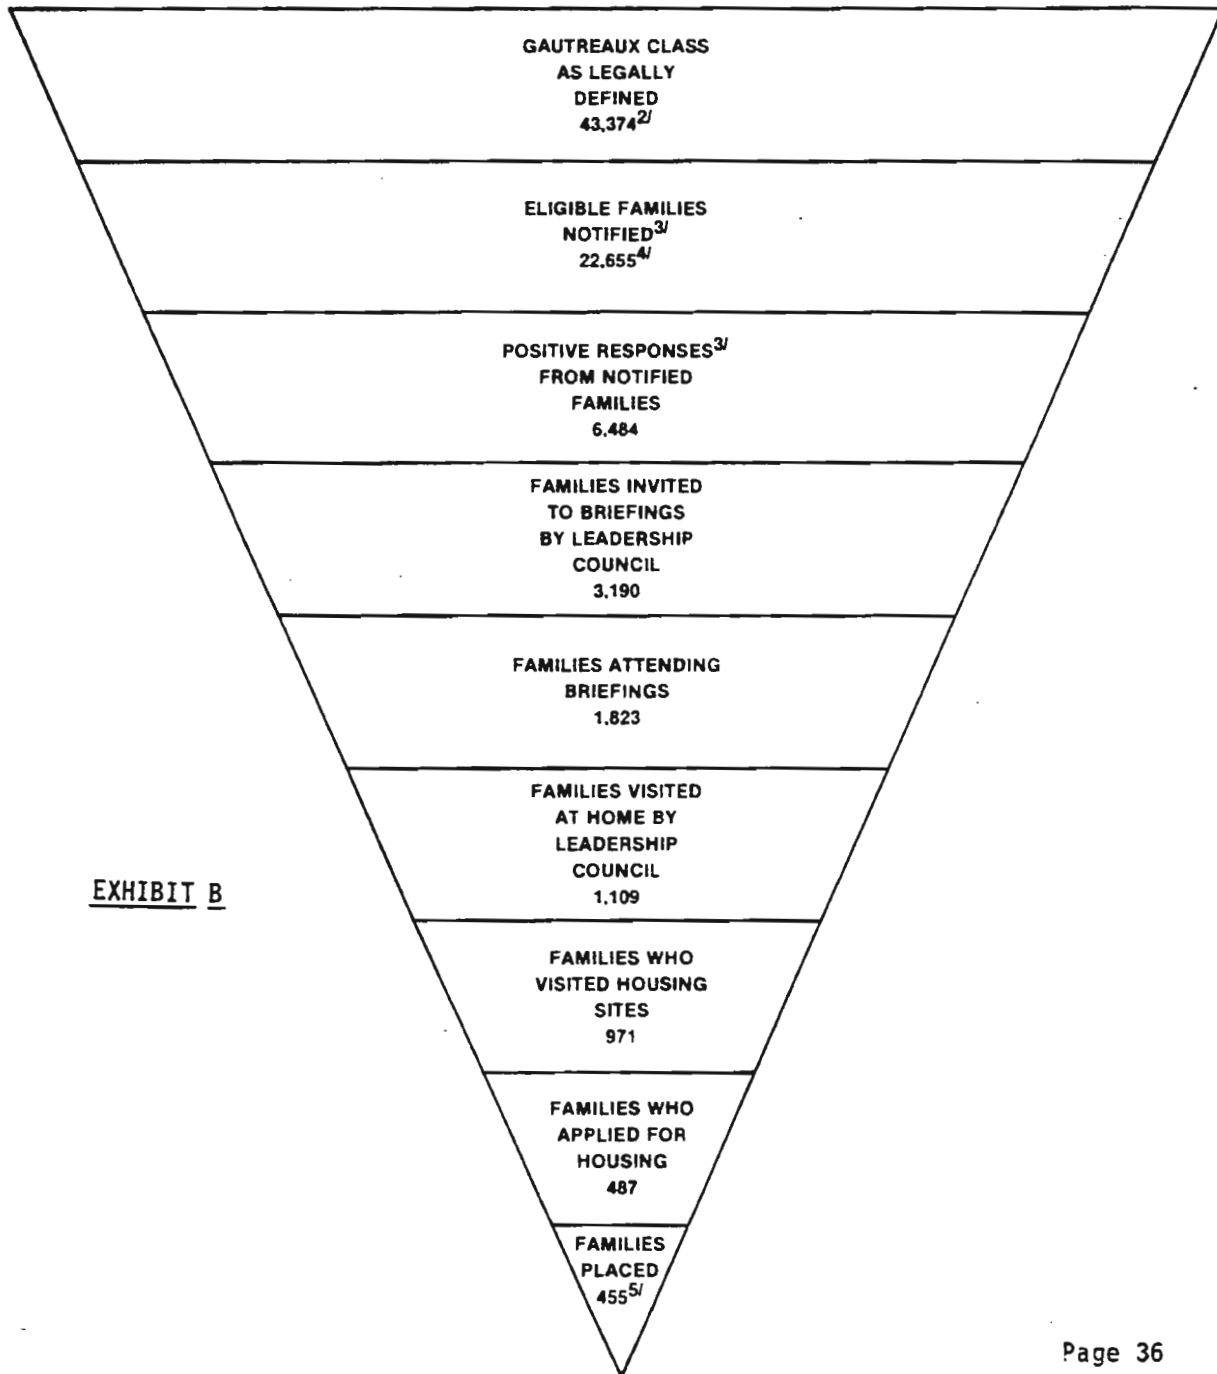 GAUTREAUX CLASS
AS LEGALLY
DEFINED
43,374 2/
ELIGIBLE FAMILIES
NOTIFIED 3/
22,655 4/
POSITIVE RESPONSES 3/
FROM NOTIFIED
FAMILIES
6,484
FAMILIES INVITED
TO BRIEFINGS
BY LEADERSHIP
COUNCIL
3,190
FAMILIES ATTENDING
BRIEFINGS
1,823
FAMILIES VISITED
AT HOME BY
LEADERSHIP
COUNCIL
1,109
EXHIBIT B
FAMILIES WHO
VISITED HOUSING
SITES
971
FAMILIES WHO
APPLIED FOR
HOUSING
487
FAMILIES
PLACED
455 5/
Page 36